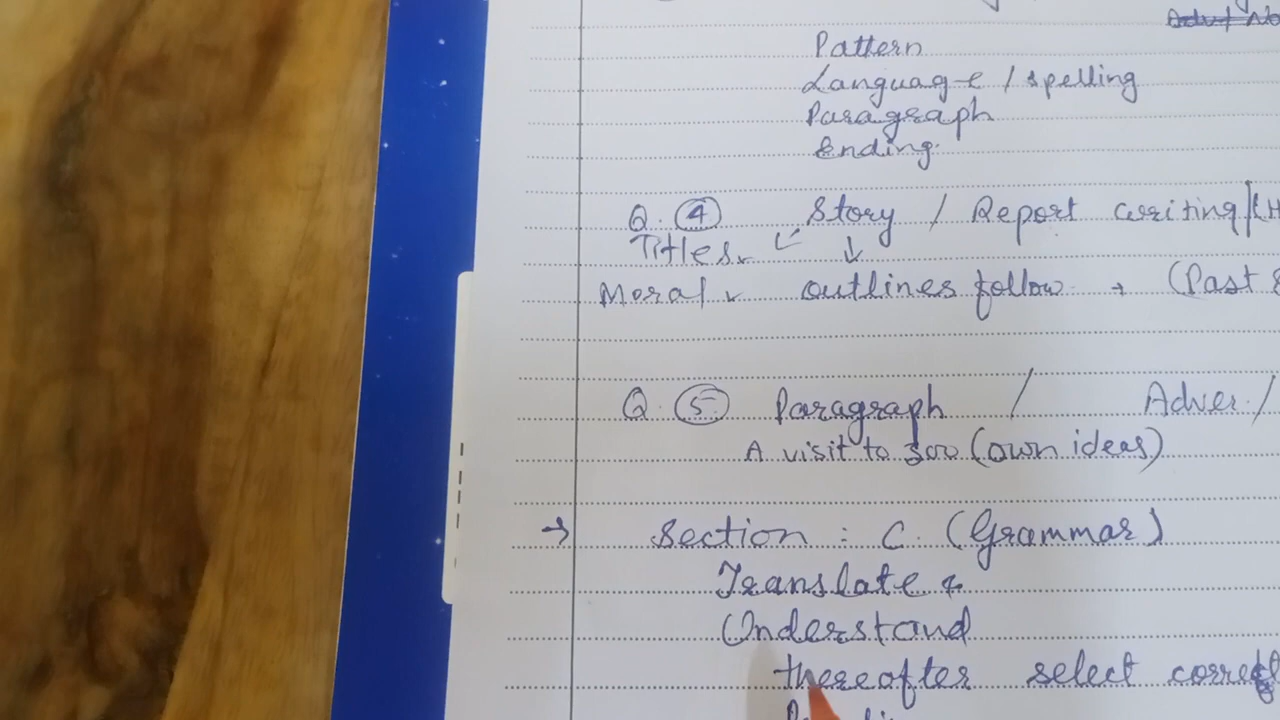 Pattern
Language / spelling
Paragraph
Ending.
Q. 4 Story / Report writing/(H
Titles
Moral outlines follow → (Past &
Q. 5 Paragraph / Adver. /
A visit to zoo (own ideas)
→ Section : C. (Grammar)
Translate &
Understand
thereafter select correct